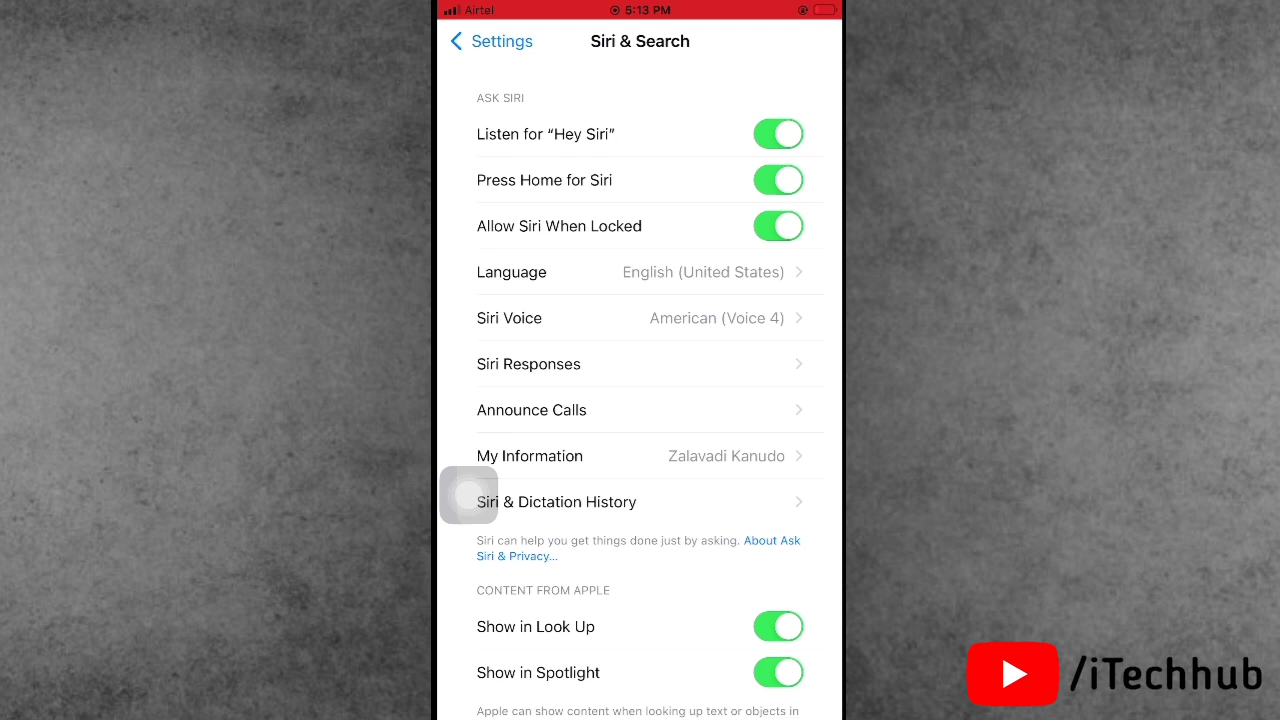 Airtel 5:13 PM
Settings Siri & Search
ASK SIRI
Listen for “Hey Siri”
Press Home for Siri
Allow Siri When Locked
Language English (United States)
Siri Voice American (Voice 4)
Siri Responses
Announce Calls
My Information Zalavadi Kanudo
Siri & Dictation History
Siri can help you get things done just by asking. About Ask
Siri & Privacy...
CONTENT FROM APPLE
Show in Look Up
Show in Spotlight
Apple can show content when looking up text or objects in
/iTechhub